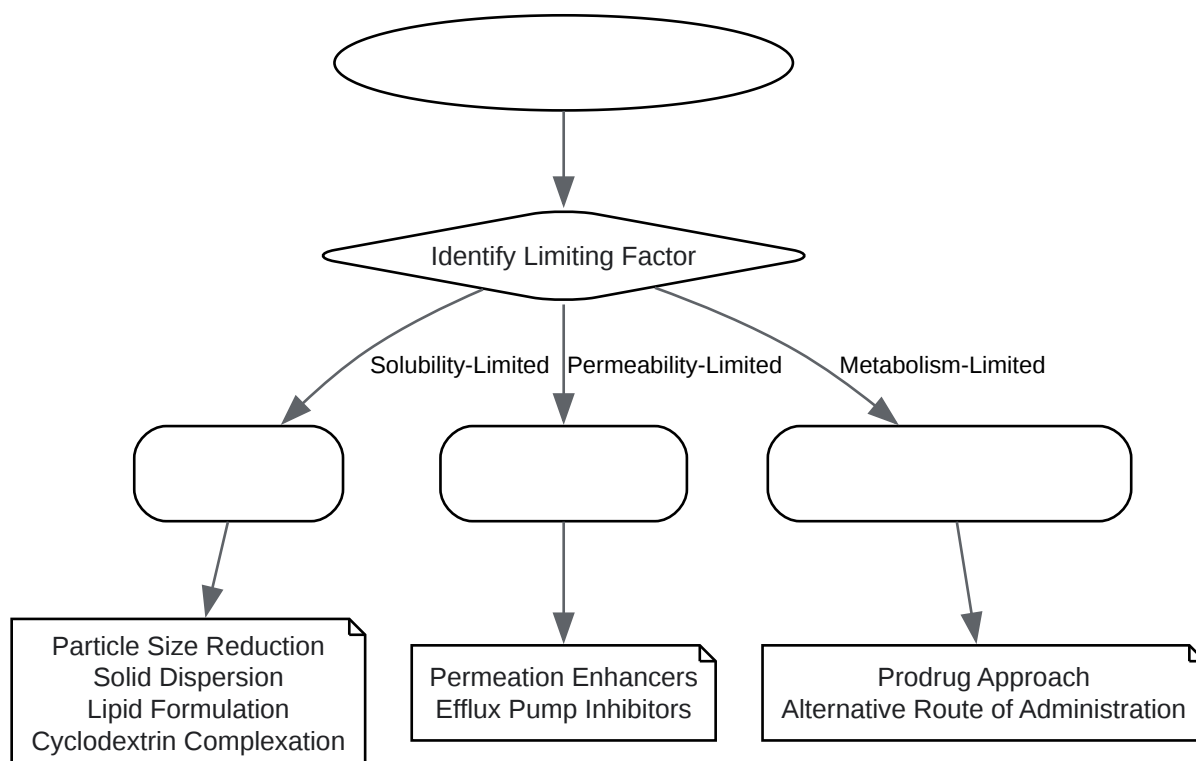 Identify Limiting Factor
Solubility-Limited
Permeability-Limited
Metabolism-Limited
Particle Size Reduction
Solid Dispersion
Lipid Formulation
Cyclodextrin Complexation
Permeation Enhancers
Efflux Pump Inhibitors
Prodrug Approach
Alternative Route of Administration